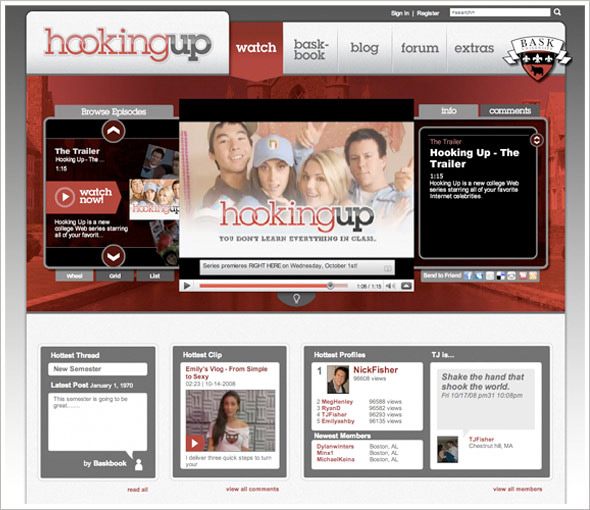 Sign In | Register
<search>
hookingup
watch
bask-
book
blog
forum
extras
BASK
Browse Episodes
info
comments
The Trailer
Hooking Up - The ...
1:15
watch
now!
Hooking Up is a new
college Web
series starring all
of your favorit...
hookingup
YOU DON'T LEARN EVERYTHING IN CLASS.
Series premieres RIGHT HERE on Wednesday, October 1st!
1:06 / 1:15
The Trailer
Hooking Up - The
Trailer
1:15
Hooking Up is a new college Web
series starring all of your favorite
Internet celebrities.
Wheel
Grid
List
Send to Friend
Hottest Thread
New Semester
Latest Post January 1, 1970
This semester is going to be
great.......
by Baskbook
read all
Hottest Clip
Emily's Vlog - From Simple
to Sexy
02:23 | 10-14-2008
I deliver three quick steps to turn
your
view all comments
Hottest Profiles
1 NickFisher
96608 views
2 MegHenley 96588 views
3 RyanD 96582 views
4 TJFisher 96293 views
5 Emilyashby 96135 views
Newest Members
Dylanwinters Boston, AL
Minx1 Boston, AL
MichaelKeins Boston, AL
TJ is...
Shake the hand that
shook the world.
Fri 10/17/08 pm31 10:08pm
TJFisher
Chestnut Hill, MA
view all members